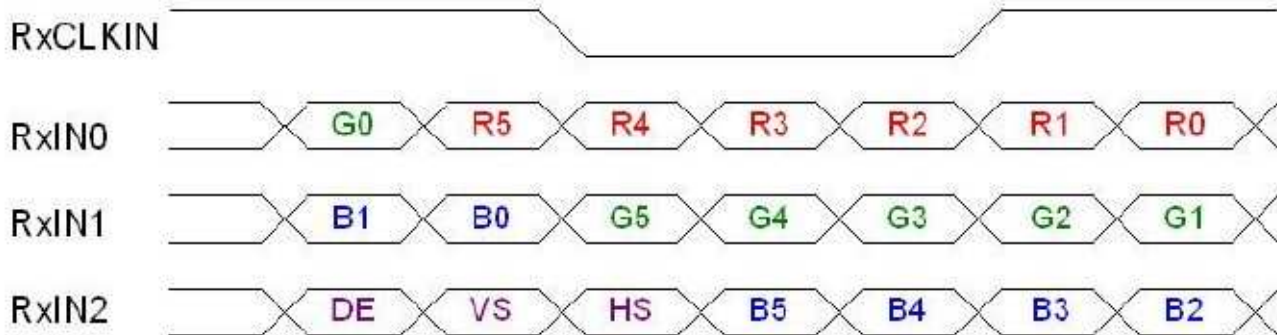 RxCLKIN
RxIN0 G0 R5 R4 R3 R2 R1 R0
RxIN1 B1 B0 G5 G4 G3 G2 G1
RxIN2 DE VS HS B5 B4 B3 B2